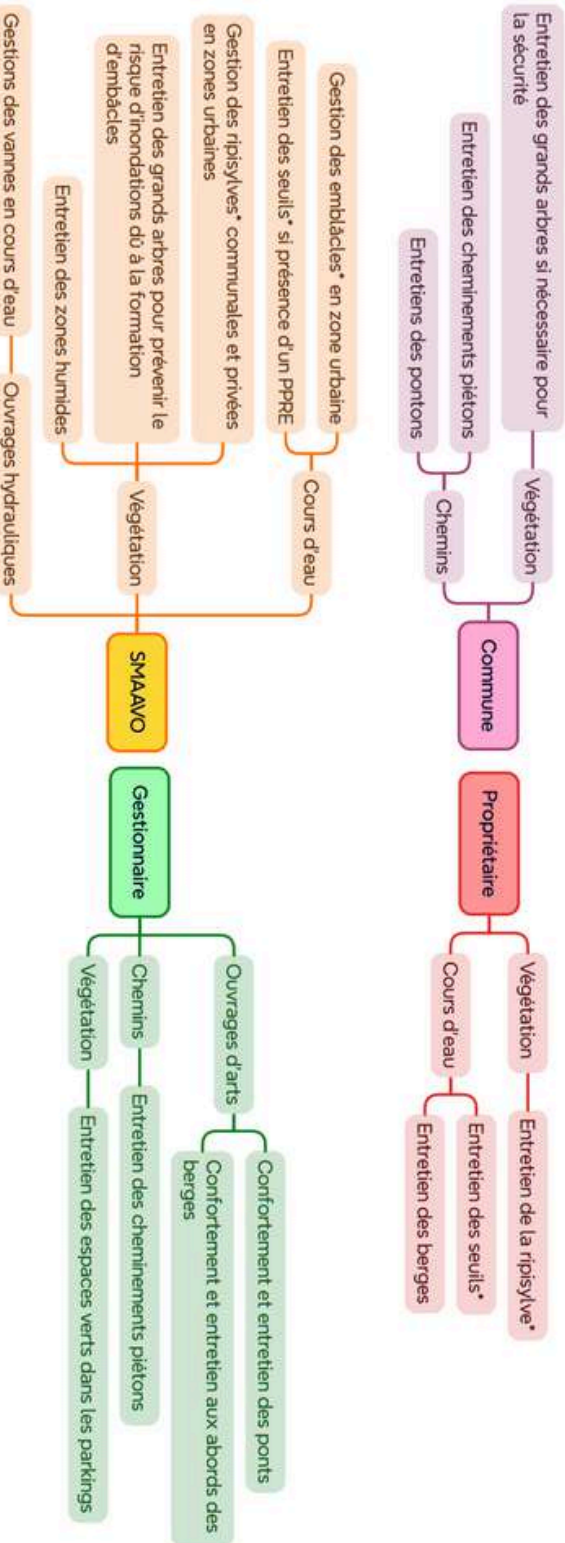 Entretien des grands arbres si nécessaire pour
la sécurité
Végétation
Entretien des cheminements piétons
Entretiens des pontons
Chemins
Commune
Propriétaire
Végétation
Entretien de la ripisylve*
Cours d'eau
Entretien des seuils*
Entretien des berges
Gestion des emblâcles* en zone urbaine
Entretien des seuils* si présence d'un PPRE
Cours d'eau
Gestion des ripisylves* communales et privées
en zones urbaines
Entretien des grands arbres pour prévenir le
risque d'inondations dû à la formation
d'embâcles
Entretien des zones humides
Végétation
Gestions des vannes en cours d'eau
Ouvrages hydrauliques
SMAAVO
Gestionnaire
Ouvrages d'arts
Confortement et entretien des ponts
Confortement et entretien aux abords des
berges
Chemins
Entretien des cheminements piétons
Végétation
Entretien des espaces verts dans les parkings